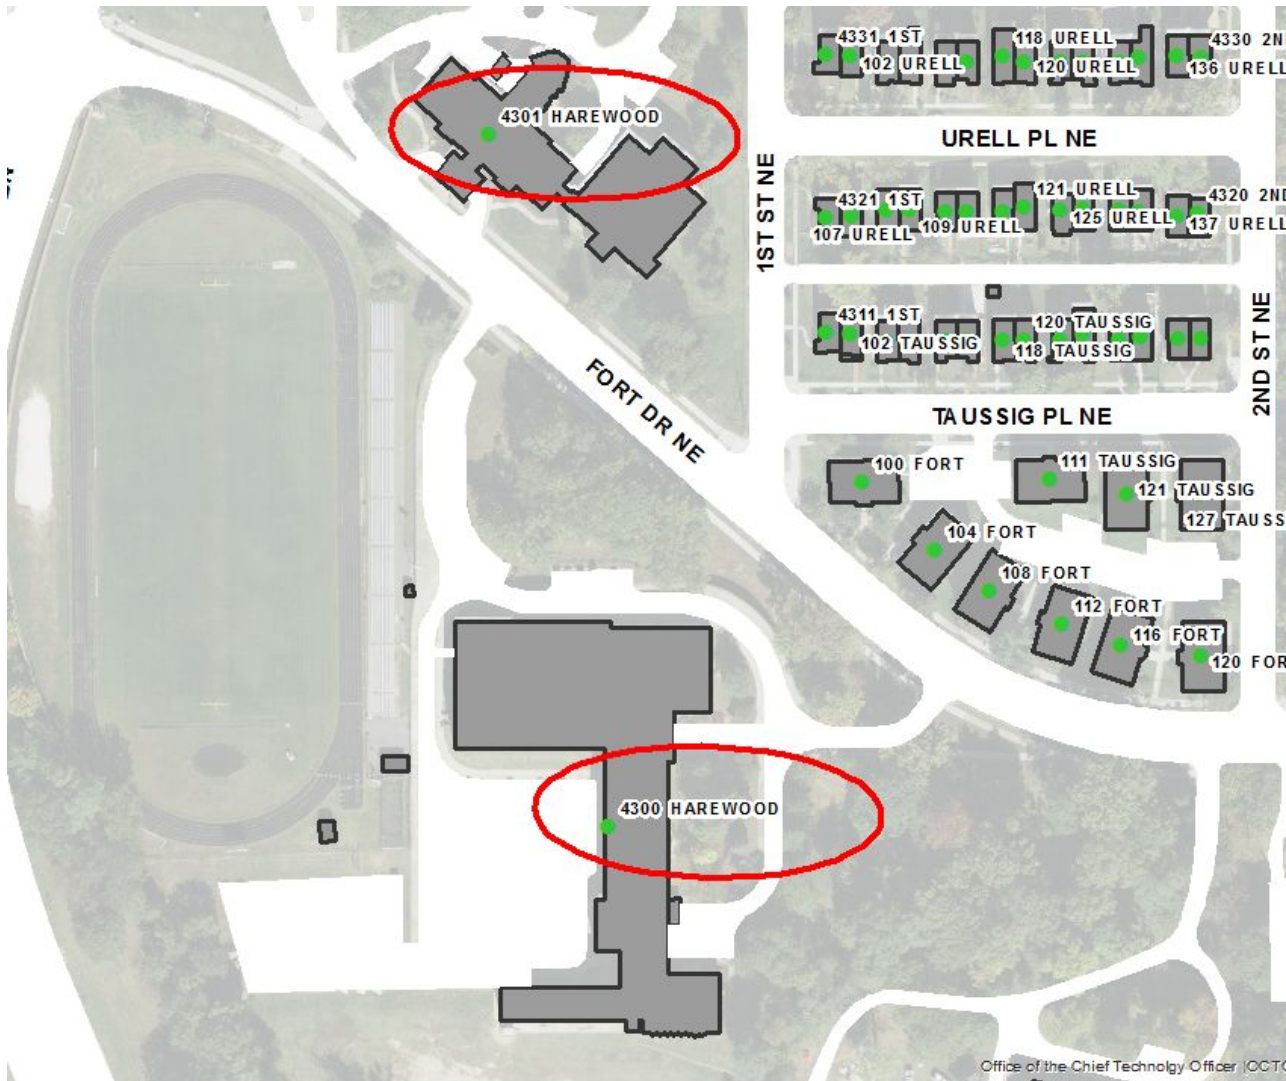 4331 1ST
102 URELL
118 URELL
120 URELL
4330 2N
136 URELL
4301 HAREWOOD
URELL PL NE
1ST ST NE
4321 1ST
107 URELL
109 URELL
121 URELL
125 URELL
4320 2ND
137 URELL
4311 1ST
102 TAUSSIG
120 TAUSSIG
118 TAUSSIG
2ND ST NE
FORT DR NE
TAUSSIG PL NE
100 FORT
111 TAUSSIG
121 TAUSSIG
127 TAUSS
104 FORT
108 FORT
112 FORT
116 FORT
120 FOR
4300 HAREWOOD
Office of the Chief Technolgy Officer (OCTO